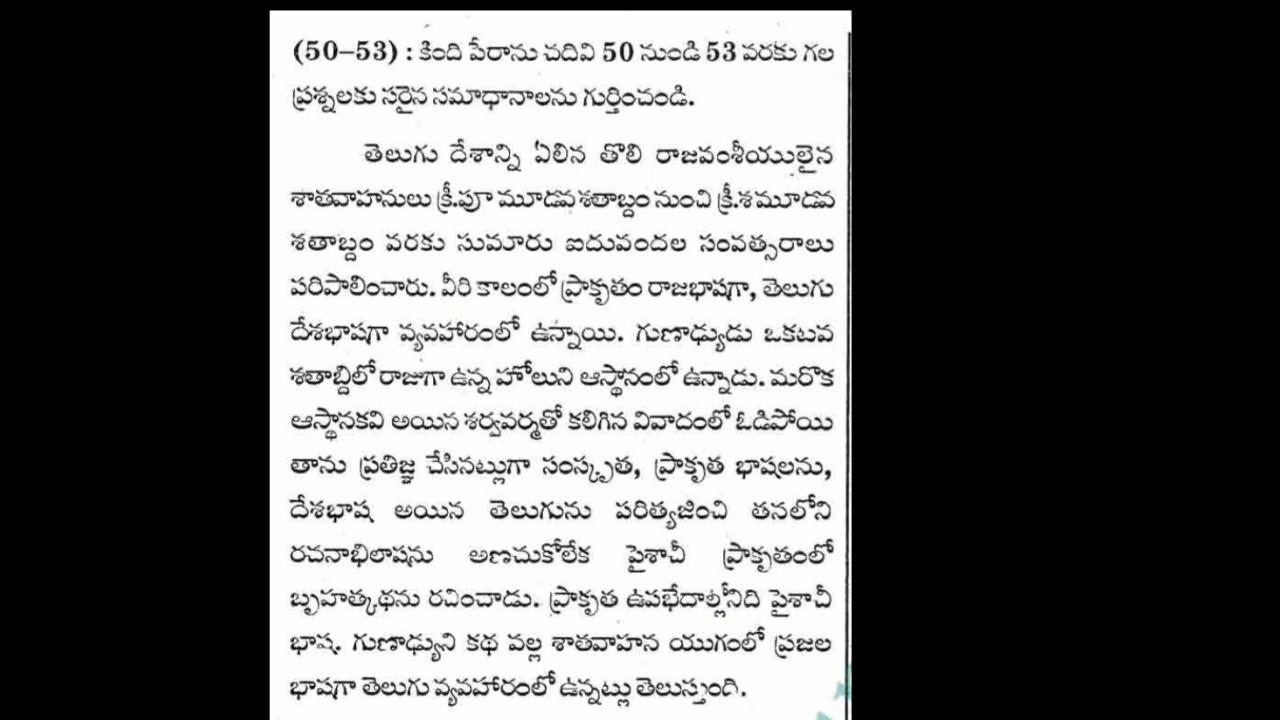 (50–53) : కింది పేరాను చదివి 50 నుండి 53 వరకు గల
ప్రశ్నలకు సరైన సమాధానాలను గుర్తించండి.
తెలుగు దేశాన్ని ఏలిన తొలి రాజవంశీయులైన
శాతవాహనులు క్రీ.పూ మూడవ శతాబ్దం నుంచి క్రీ.శ మూడవ
శతాబ్దం వరకు సుమారు ఐదువందల సంవత్సరాలు
పరిపాలించారు. వీరి కాలంలో ప్రాకృతం రాజభాషగా, తెలుగు
దేశభాషగా వ్యవహారంలో ఉన్నాయి. గుణాఢ్యుడు ఒకటవ
శతాబ్దిలో రాజుగా ఉన్న హాలుని ఆస్థానంలో ఉన్నాడు. మరొక
ఆస్థానకవి అయిన శర్వవర్మతో కలిగిన వివాదంలో ఓడిపోయి
తాను ప్రతిజ్ఞ చేసినట్లుగా సంస్కృత, ప్రాకృత భాషలను,
దేశభాష అయిన తెలుగును పరిత్యజించి తనలోని
రచనాభిలాషను అణచుకోలేక పైశాచీ ప్రాకృతంలో
బృహత్కథను రచించాడు. ప్రాకృత ఉపభేదాల్లోనిది పైశాచీ
భాష. గుణాఢ్యుని కథ వల్ల శాతవాహన యుగంలో ప్రజల
భాషగా తెలుగు వ్యవహారంలో ఉన్నట్లు తెలుస్తుంది.